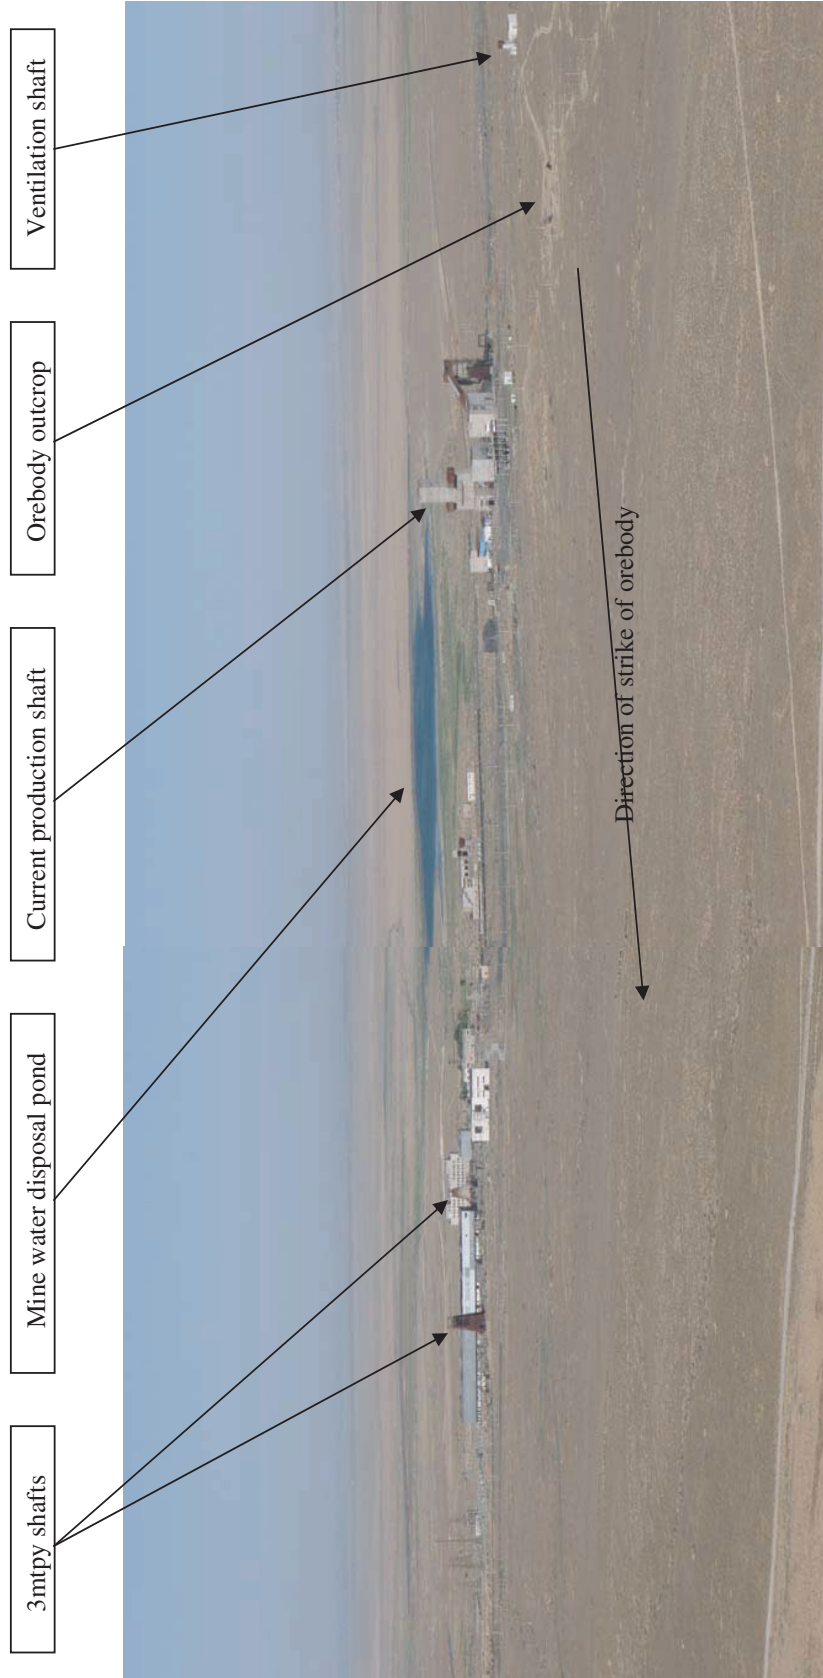 3mtpy shafts
Mine water disposal pond
Current production shaft
Orebody outcrop
Ventilation shaft
Direction of strike of orebody